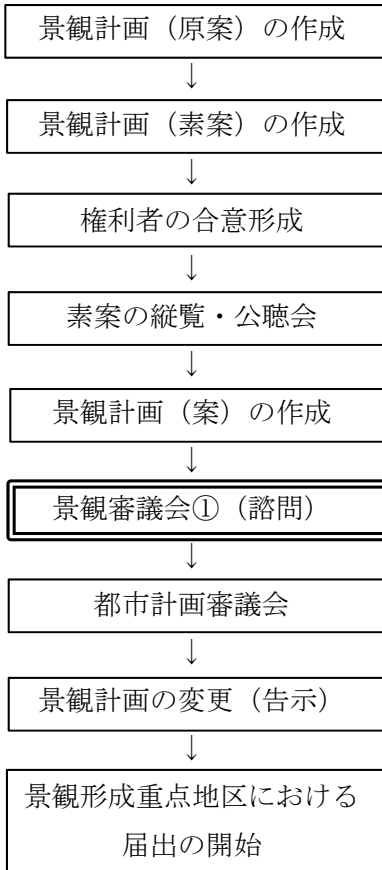 景観計画（原案）の作成
↓
景観計画（素案）の作成
↓
権利者の合意形成
↓
素案の縦覧・公聴会
↓
景観計画（案）の作成
↓
景観審議会①（諮問）
↓
都市計画審議会
↓
景観計画の変更（告示）
↓
景観形成重点地区における
届出の開始